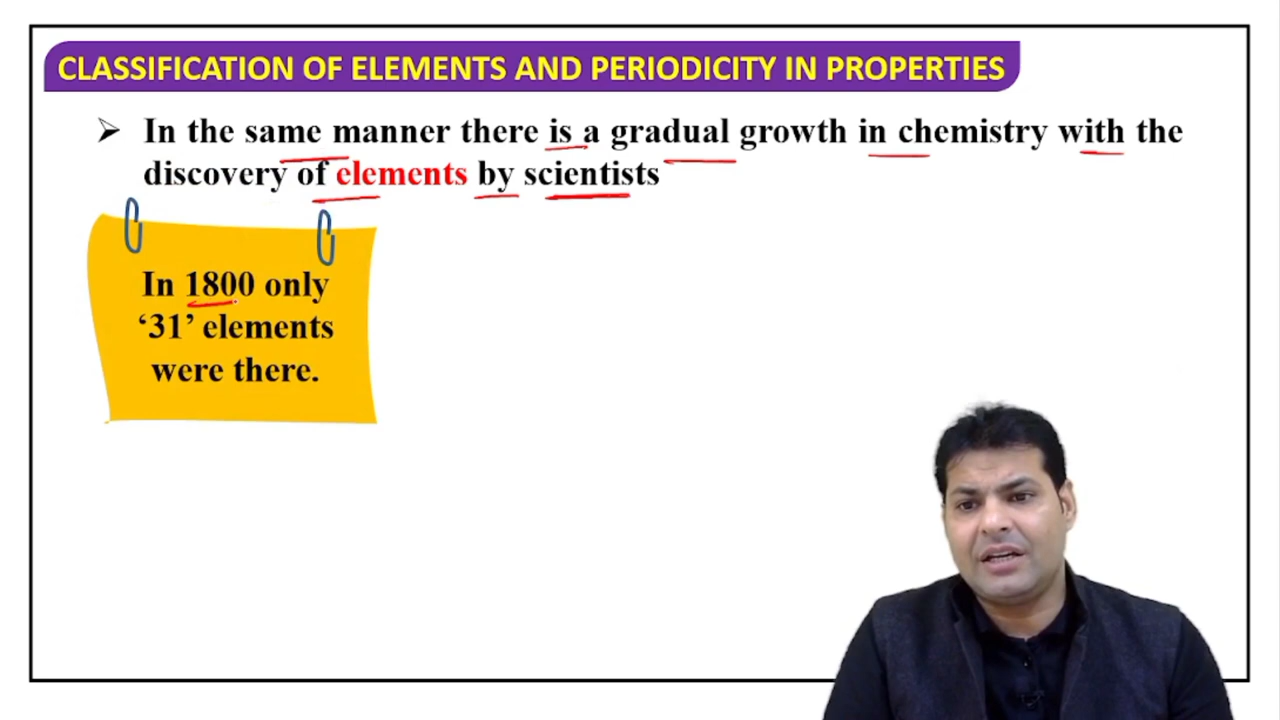 CLASSIFICATION OF ELEMENTS AND PERIODICITY IN PROPERTIES
In the same manner there is a gradual growth in chemistry with the
discovery of elements by scientists
In 1800 only
‘31’ elements
were there.